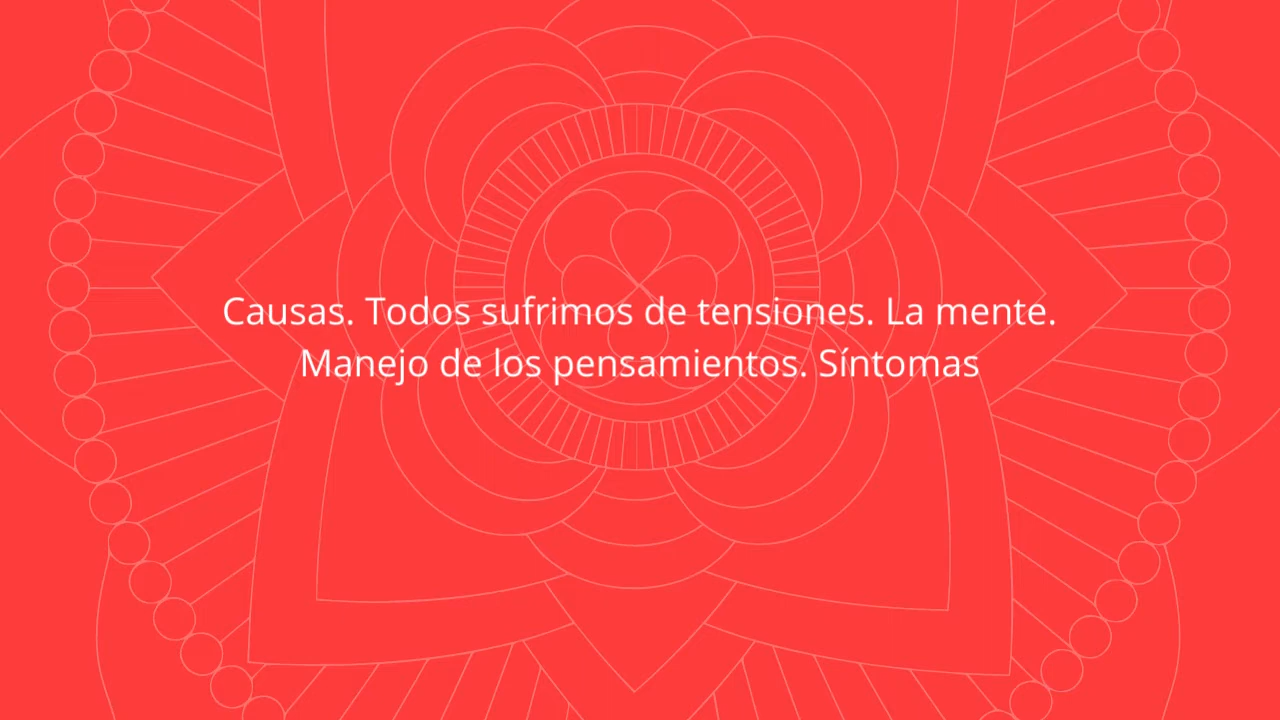 Causas. Todos sufrimos de tensiones. La mente.
Manejo de los pensamientos. Síntomas